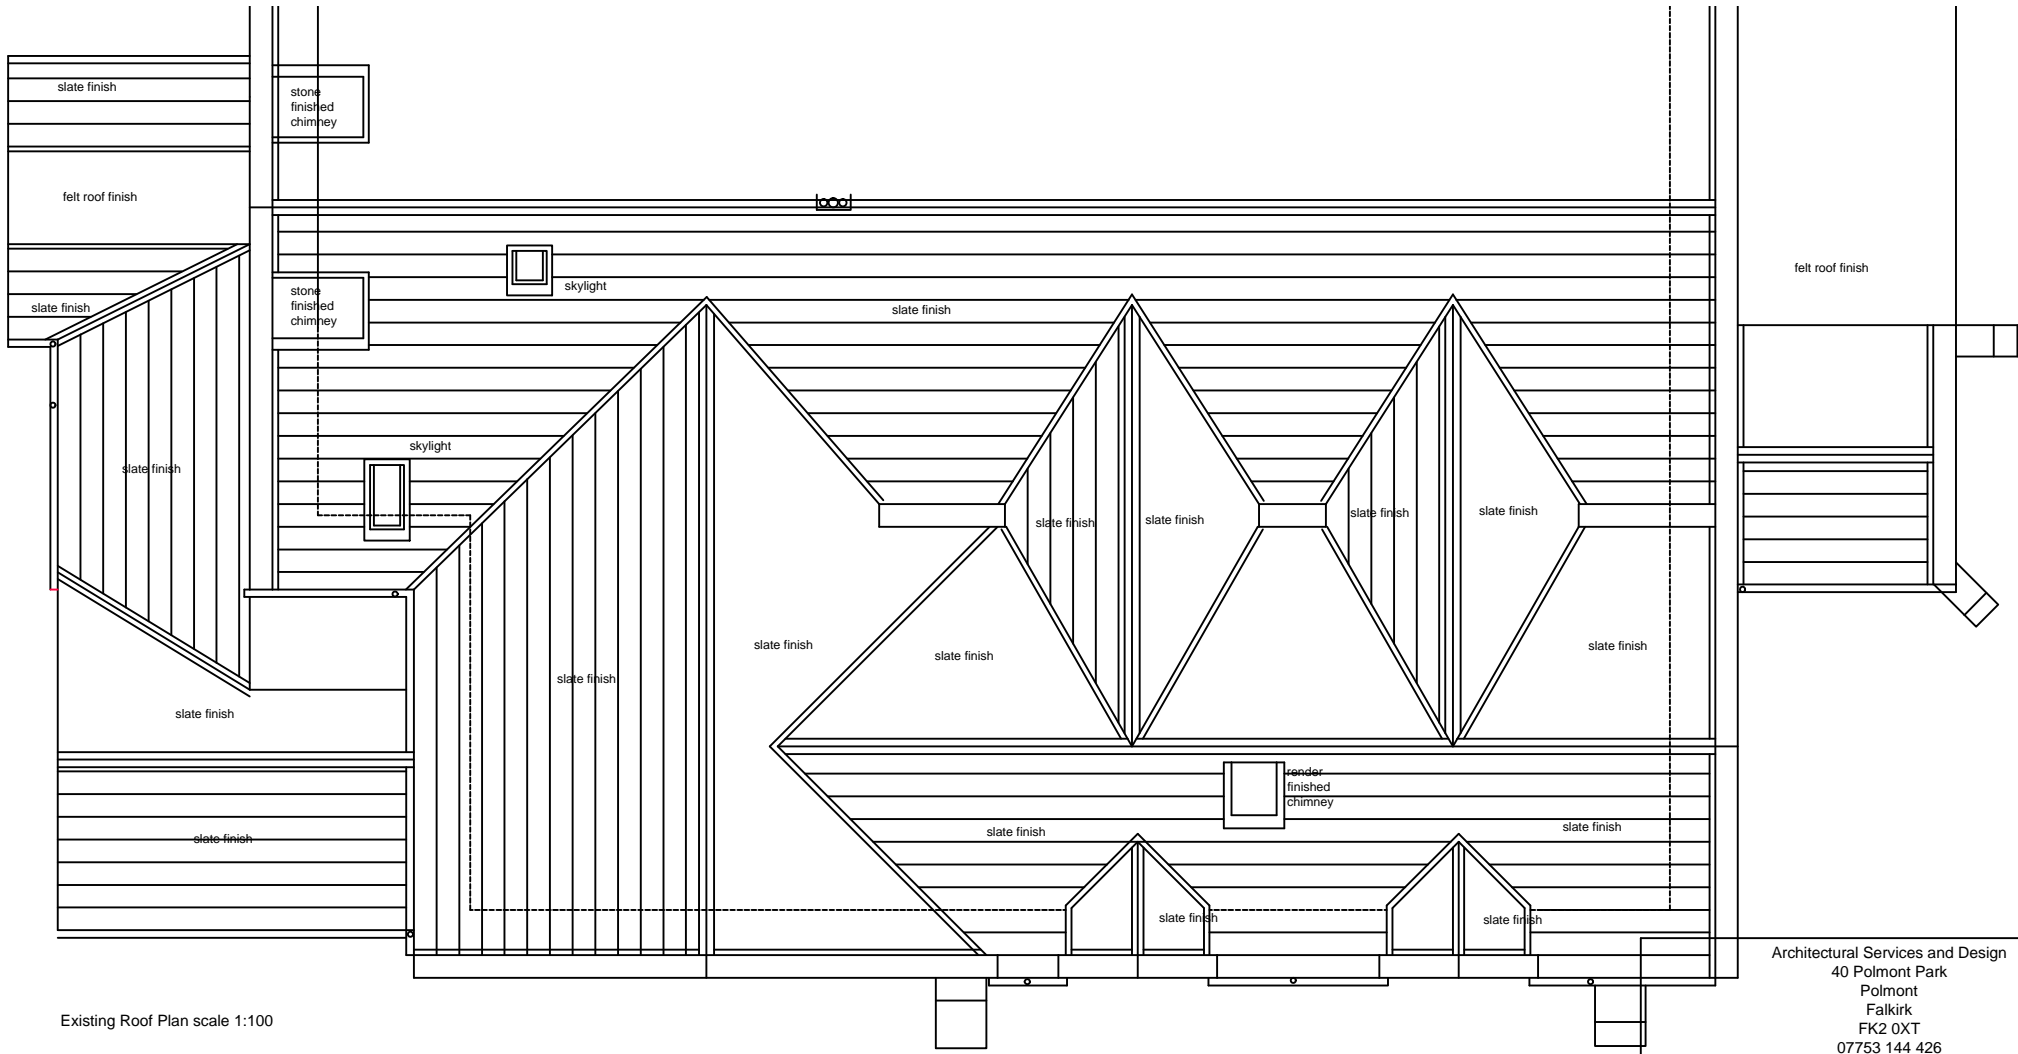 slate finish
stone
finished
chimney
felt roof finish
felt roof finish
slate finish
stone
finished
chimney
skylight
slate finish
skylight
slate finish
slate finish
slate finish
slate finish
slate finish
slate finish
slate finish
slate finish
slate finish
slate finish
slate finish
render
finished
chimney
slate finish
slate finish
slate finish
slate finish
slate finish
Existing Roof Plan scale 1:100
Architectural Services and Design
40 Polmont Park
Polmont
Falkirk
FK2 0XT
07753 144 426